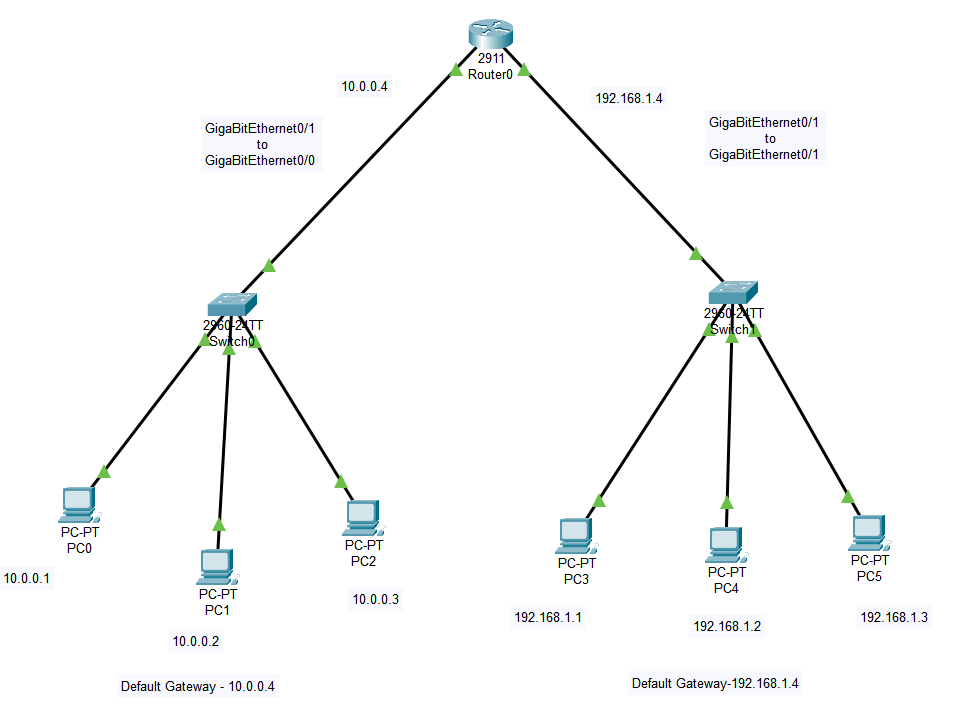 2911
Router0
10.0.0.4
192.168.1.4
GigaBitEthernet0/1
to
GigaBitEthernet0/0
GigaBitEthernet0/1
to
GigaBitEthernet0/1
2960-24TT
Switch0
2960-24TT
Switch1
PC-PT
PC0
10.0.0.1
PC-PT
PC1
10.0.0.2
PC-PT
PC2
10.0.0.3
PC-PT
PC3
192.168.1.1
PC-PT
PC4
192.168.1.2
PC-PT
PC5
192.168.1.3
Default Gateway - 10.0.0.4
Default Gateway-192.168.1.4